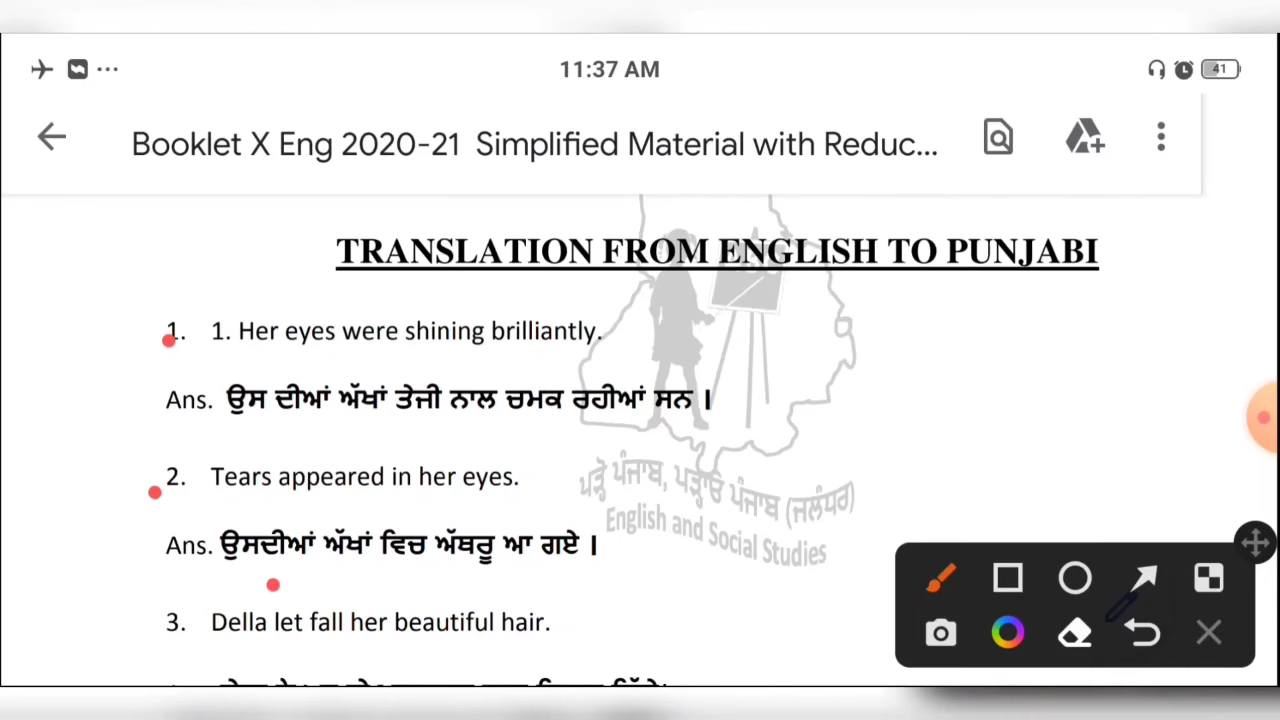 11:37 AM
41
Booklet X Eng 2020-21 Simplified Material with Reduc...
TRANSLATION FROM ENGLISH TO PUNJABI
1. 1. Her eyes were shining brilliantly.
Ans. ਉਸ ਦੀਆਂ ਅੱਖਾਂ ਤੇਜੀ ਨਾਲ ਚਮਕ ਰਹੀਆਂ ਸਨ ।
2. Tears appeared in her eyes.
ਪੜ੍ਹੋ ਪੰਜਾਬ, ਪੜ੍ਹਾਓ ਪੰਜਾਬ (ਜਲੰਧਰ)
English and Social Studies
Ans. ਉਸਦੀਆਂ ਅੱਖਾਂ ਵਿਚ ਅੱਥਰੂ ਆ ਗਏ ।
3. Della let fall her beautiful hair.